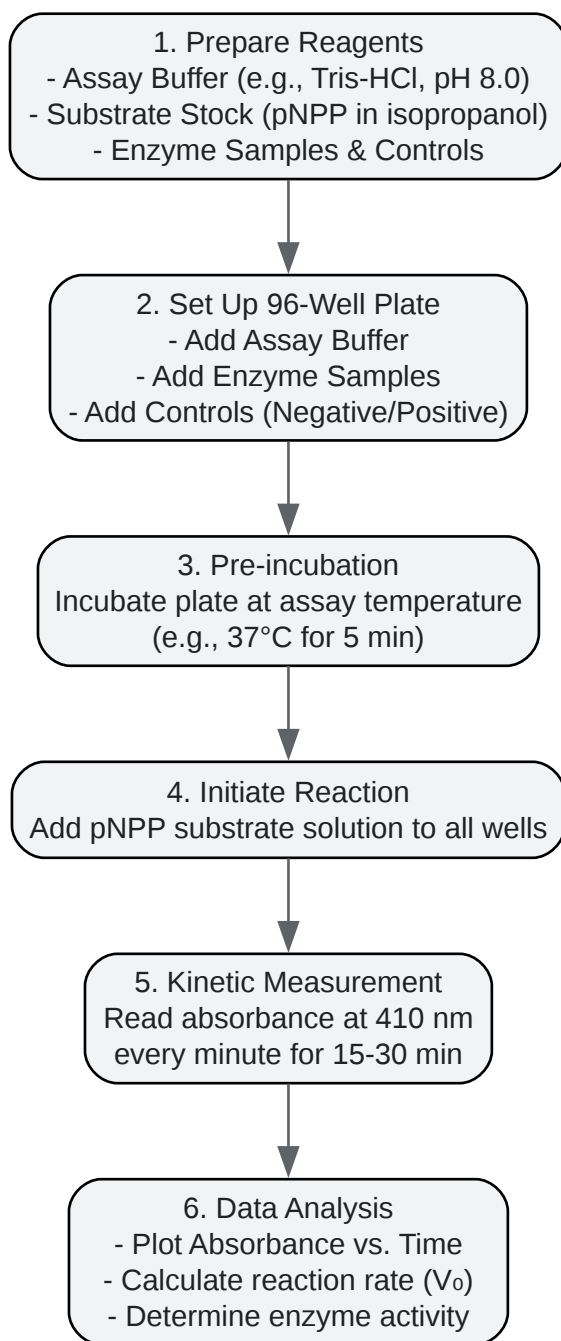 1. Prepare Reagents
- Assay Buffer (e.g., Tris-HCl, pH 8.0)
- Substrate Stock (pNPP in isopropanol)
- Enzyme Samples & Controls
2. Set Up 96-Well Plate
- Add Assay Buffer
- Add Enzyme Samples
- Add Controls (Negative/Positive)
3. Pre-incubation
Incubate plate at assay temperature
(e.g., 37°C for 5 min)
4. Initiate Reaction
Add pNPP substrate solution to all wells
5. Kinetic Measurement
Read absorbance at 410 nm
every minute for 15-30 min
6. Data Analysis
- Plot Absorbance vs. Time
- Calculate reaction rate (V₀)
- Determine enzyme activity